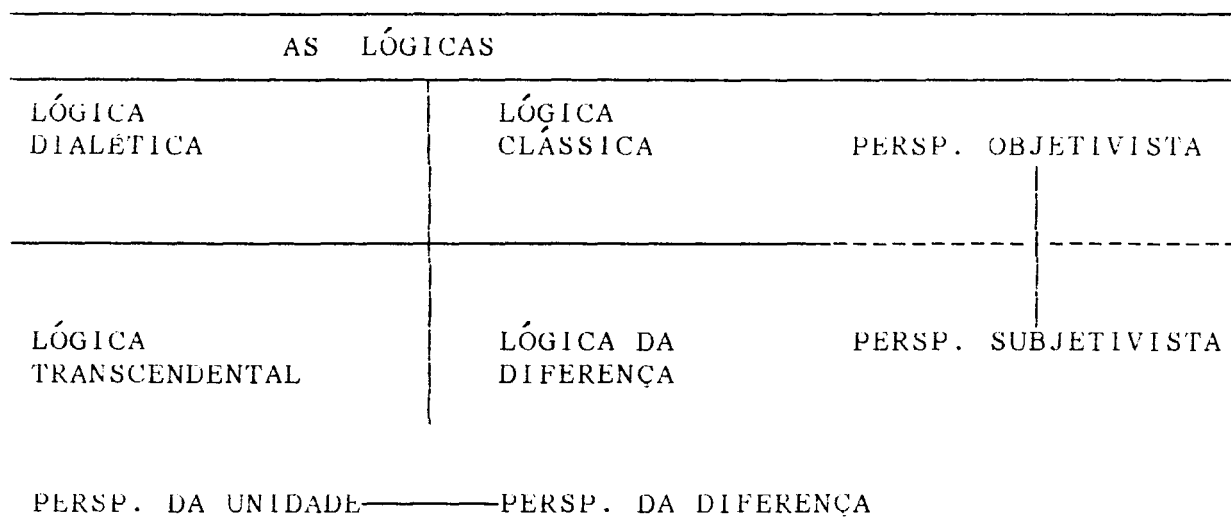 AS LÓGICAS
LÓGICA LÓGICA
DIALÉTICA CLÁSSICA PERSP. OBJETIVISTA
LÓGICA LÓGICA DA PERSP. SUBJETIVISTA
TRANSCENDENTAL DIFERENÇA
PERSP. DA UNIDADE PERSP. DA DIFERENÇA